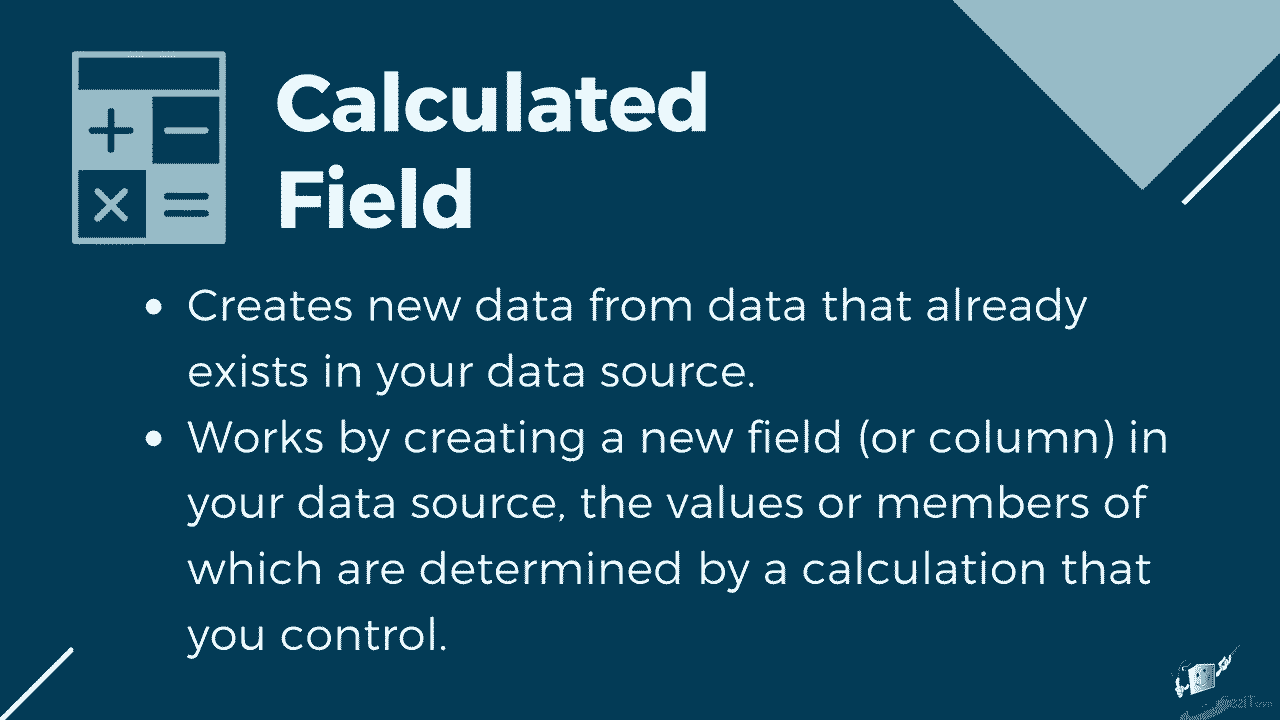 Calculated
Field
• Creates new data from data that already
exists in your data source.
• Works by creating a new field (or column) in
your data source, the values or members of
which are determined by a calculation that
you control.